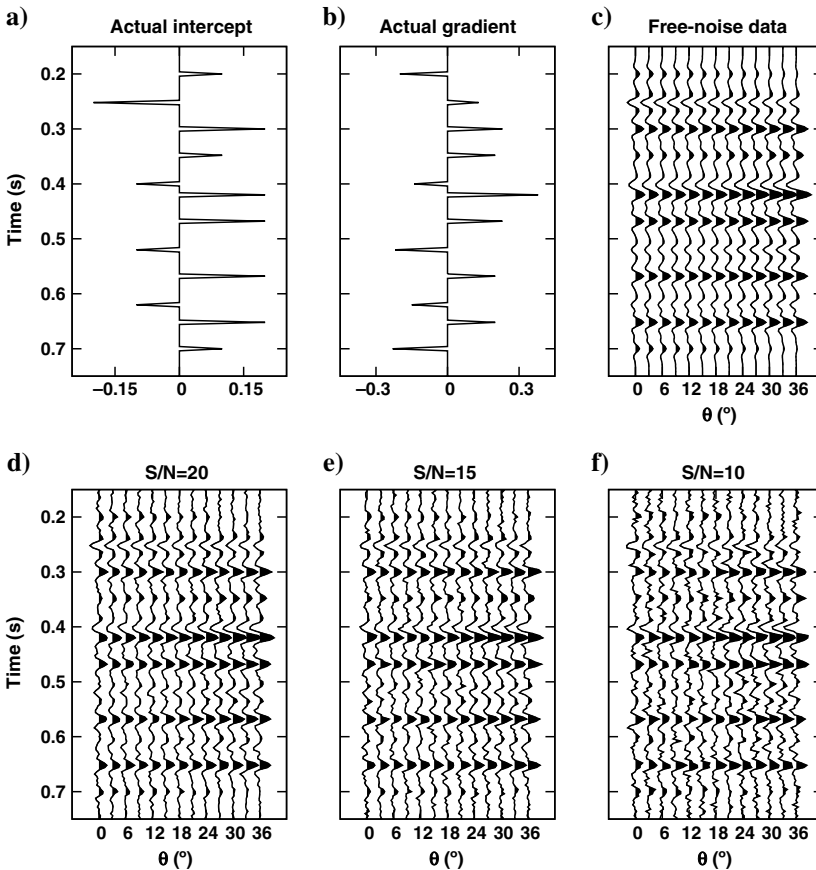 a)
Actual intercept
Time (s)
0.2
0.3
0.4
0.5
0.6
0.7
−0.15 0 0.15
b)
Actual gradient
−0.3 0 0.3
c)
Free-noise data
0 6 12 18 24 30 36
θ (º)
d)
S/N=20
Time (s)
0.2
0.3
0.4
0.5
0.6
0.7
0 6 12 18 24 30 36
θ (º)
e)
S/N=15
0 6 12 18 24 30 36
θ (º)
f)
S/N=10
0 6 12 18 24 30 36
θ (º)